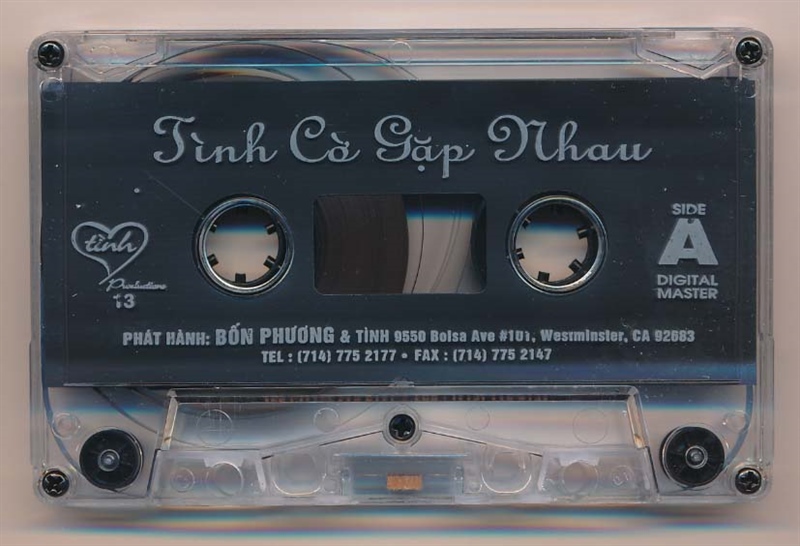 Tình Cờ Gặp Nhau
tình
Productions
13
SIDE
A
DIGITAL
MASTER
PHÁT HÀNH: BỐN PHƯƠNG & TÌNH 9550 Bolsa Ave #101, Westminster, CA 92683
TEL : (714) 775 2177 • FAX : (714) 775 2147